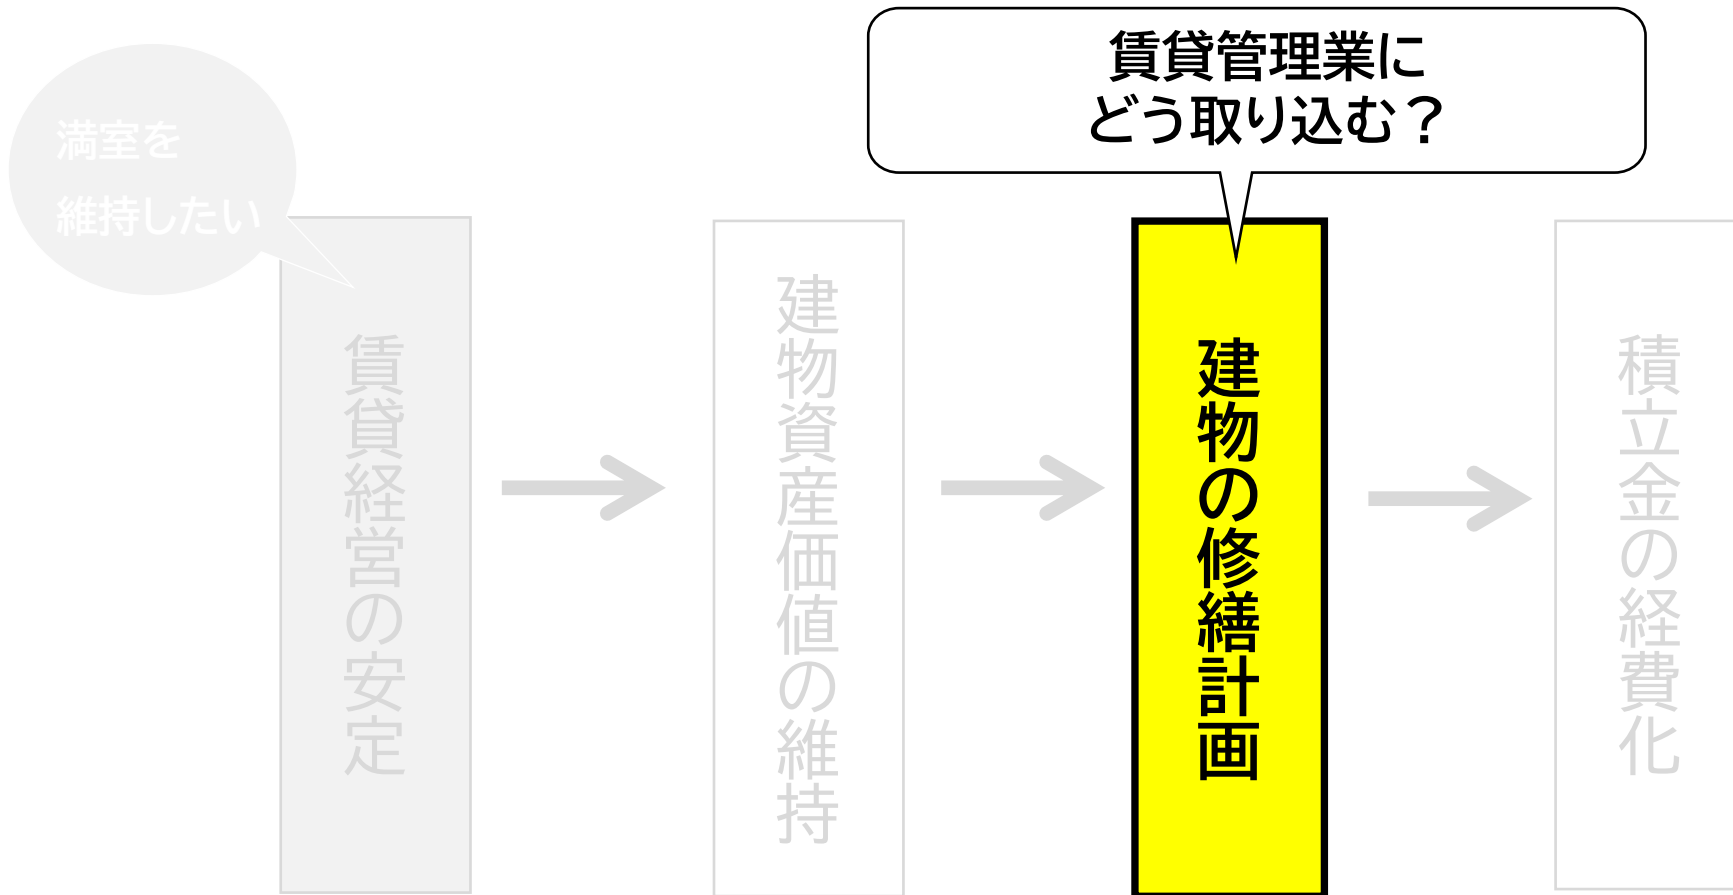 満室を
維持したい
賃貸管理業に
どう取り込む？
賃貸経営の安定
建物資産価値の維持
建物の修繕計画
積立金の経費化